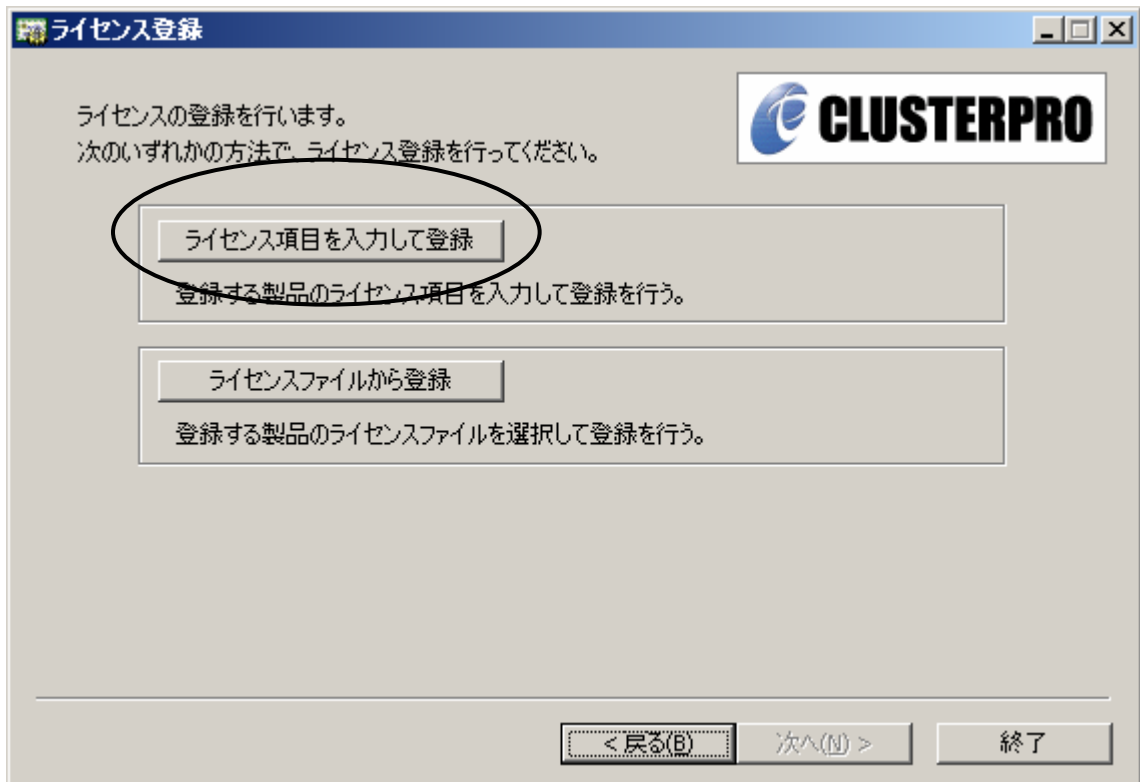 ライセンス登録
ライセンスの登録を行います。
次のいずれかの方法で、ライセンス登録を行ってください。
CLUSTERPRO
ライセンス項目を入力して登録
登録する製品のライセンス項目を入力して登録を行う。
ライセンスファイルから登録
登録する製品のライセンスファイルを選択して登録を行う。
< 戻る(B)
次へ(N) >
終了